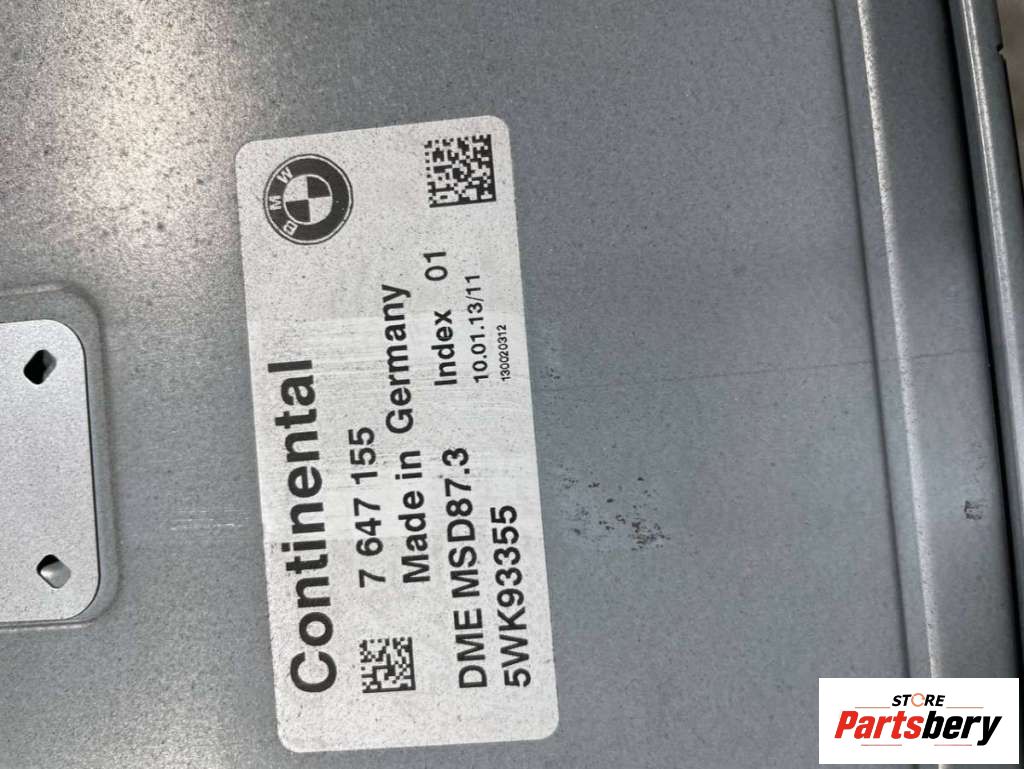 BMW
Continental
7 647 155
Made in Germany
DME MSD87.3 Index 01
5WK93355 10.01.13/11
130020312
STORE
Partsbery